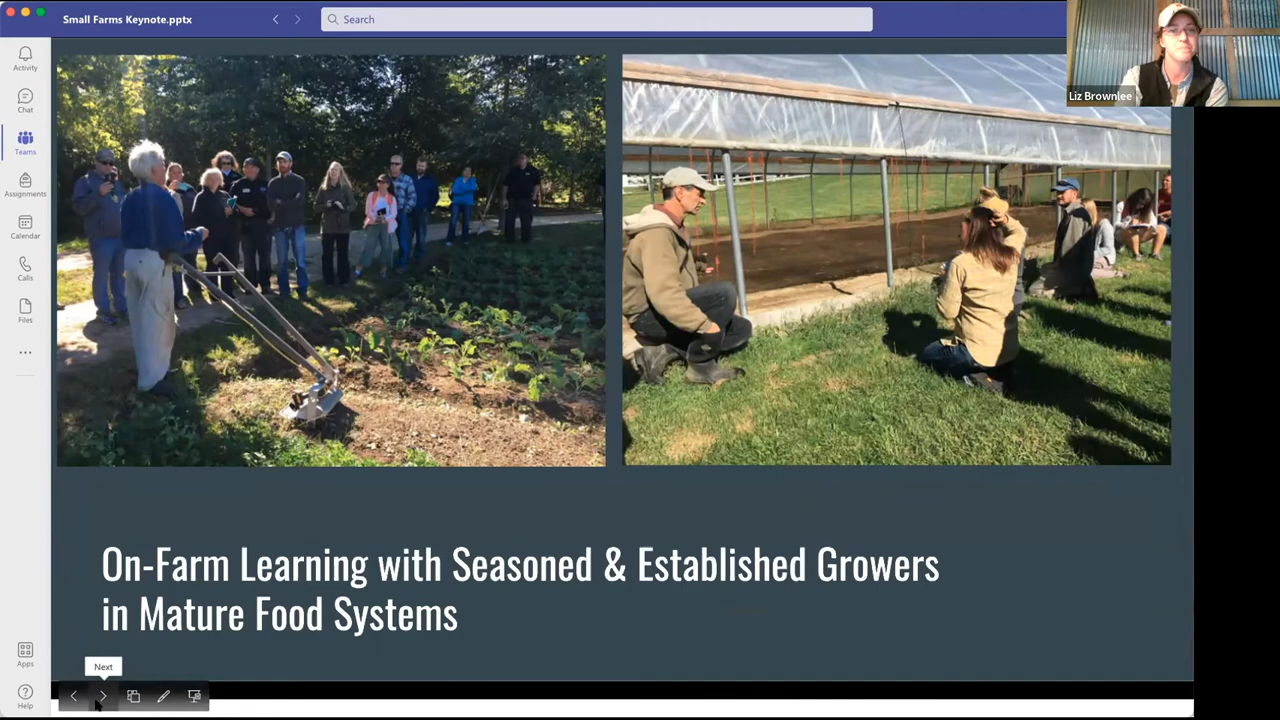 Small Farms Keynote.pptx
Search
Liz Brownlee
Activity
Chat
Teams
Assignments
Calendar
Calls
Files
On-Farm Learning with Seasoned & Established Growers
in Mature Food Systems
Apps
Next
Help